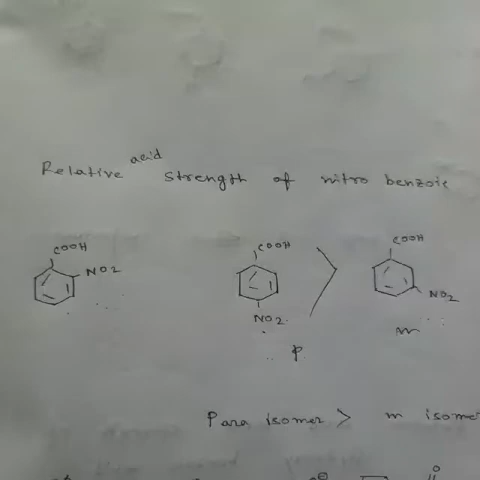 Relative acid strength of nitro benzoic
COOH
NO2
COOH
NO2
>
COOH
NO2
p
m
Para isomer > m isomer